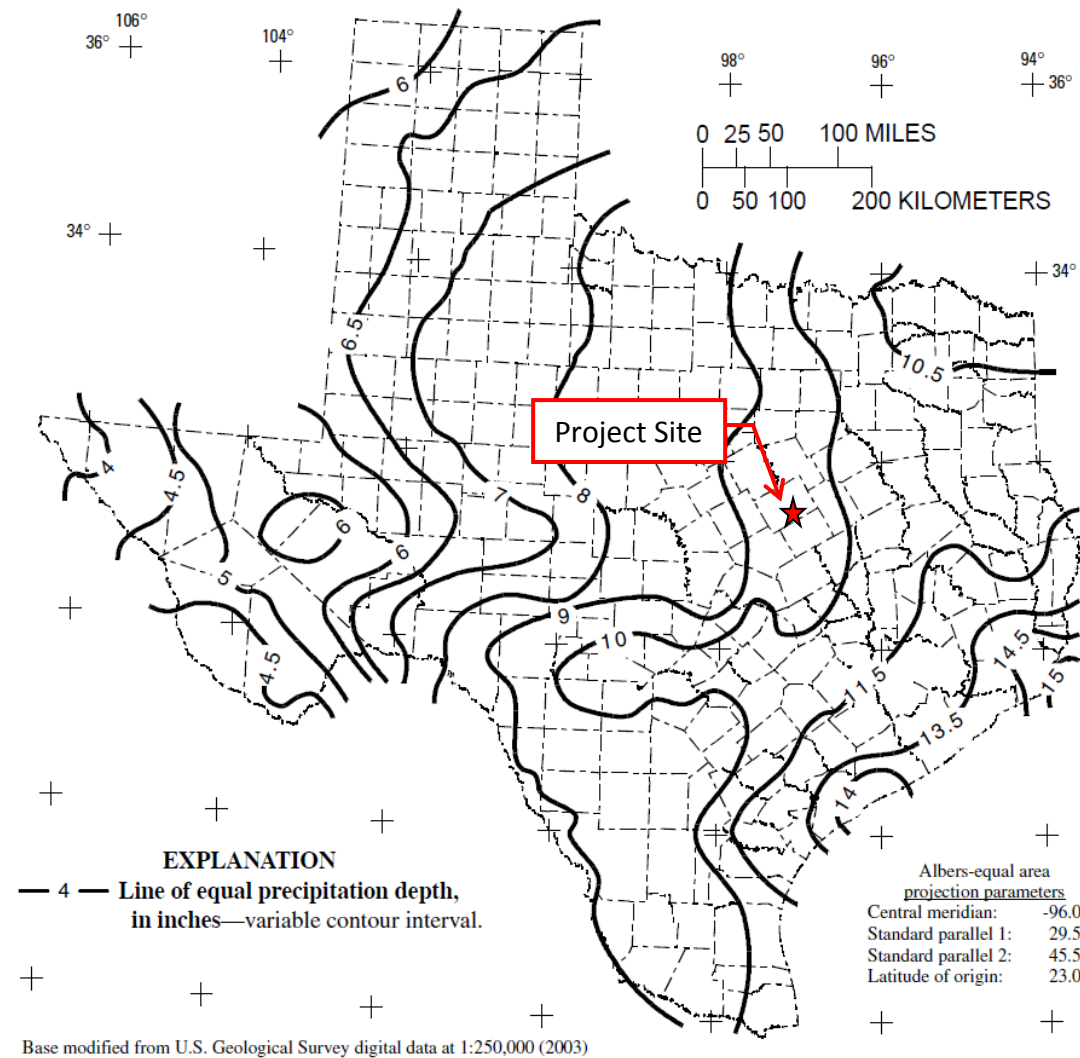 106°
36°
104°
98°
96°
94°
36°
0 25 50 100 MILES
0 50 100 200 KILOMETERS
34°
34°
6
6.5
10.5
Project Site
4
4.5
7
8
6
6
5
9
10
4.5
11.5
14.5
15
13.5
14
EXPLANATION
4 Line of equal precipitation depth,
in inches—variable contour interval.
Albers-equal area
projection parameters
Central meridian: -96.0
Standard parallel 1: 29.5
Standard parallel 2: 45.5
Latitude of origin: 23.0
Base modified from U.S. Geological Survey digital data at 1:250,000 (2003)